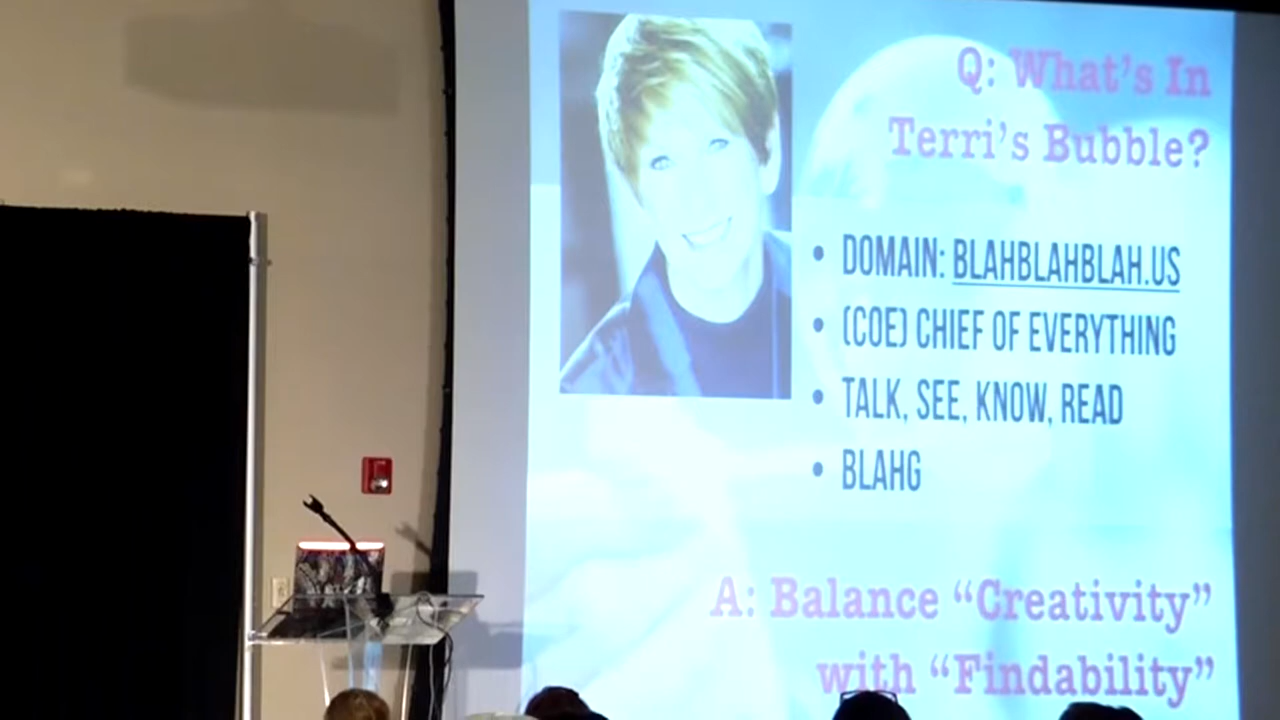 Q: What's In
Terri's Bubble?
• DOMAIN: BLAHBLAHBLAH.US
• (COE) CHIEF OF EVERYTHING
• TALK, SEE, KNOW, READ
• BLAHG
A: Balance “Creativity”
with “Findability”